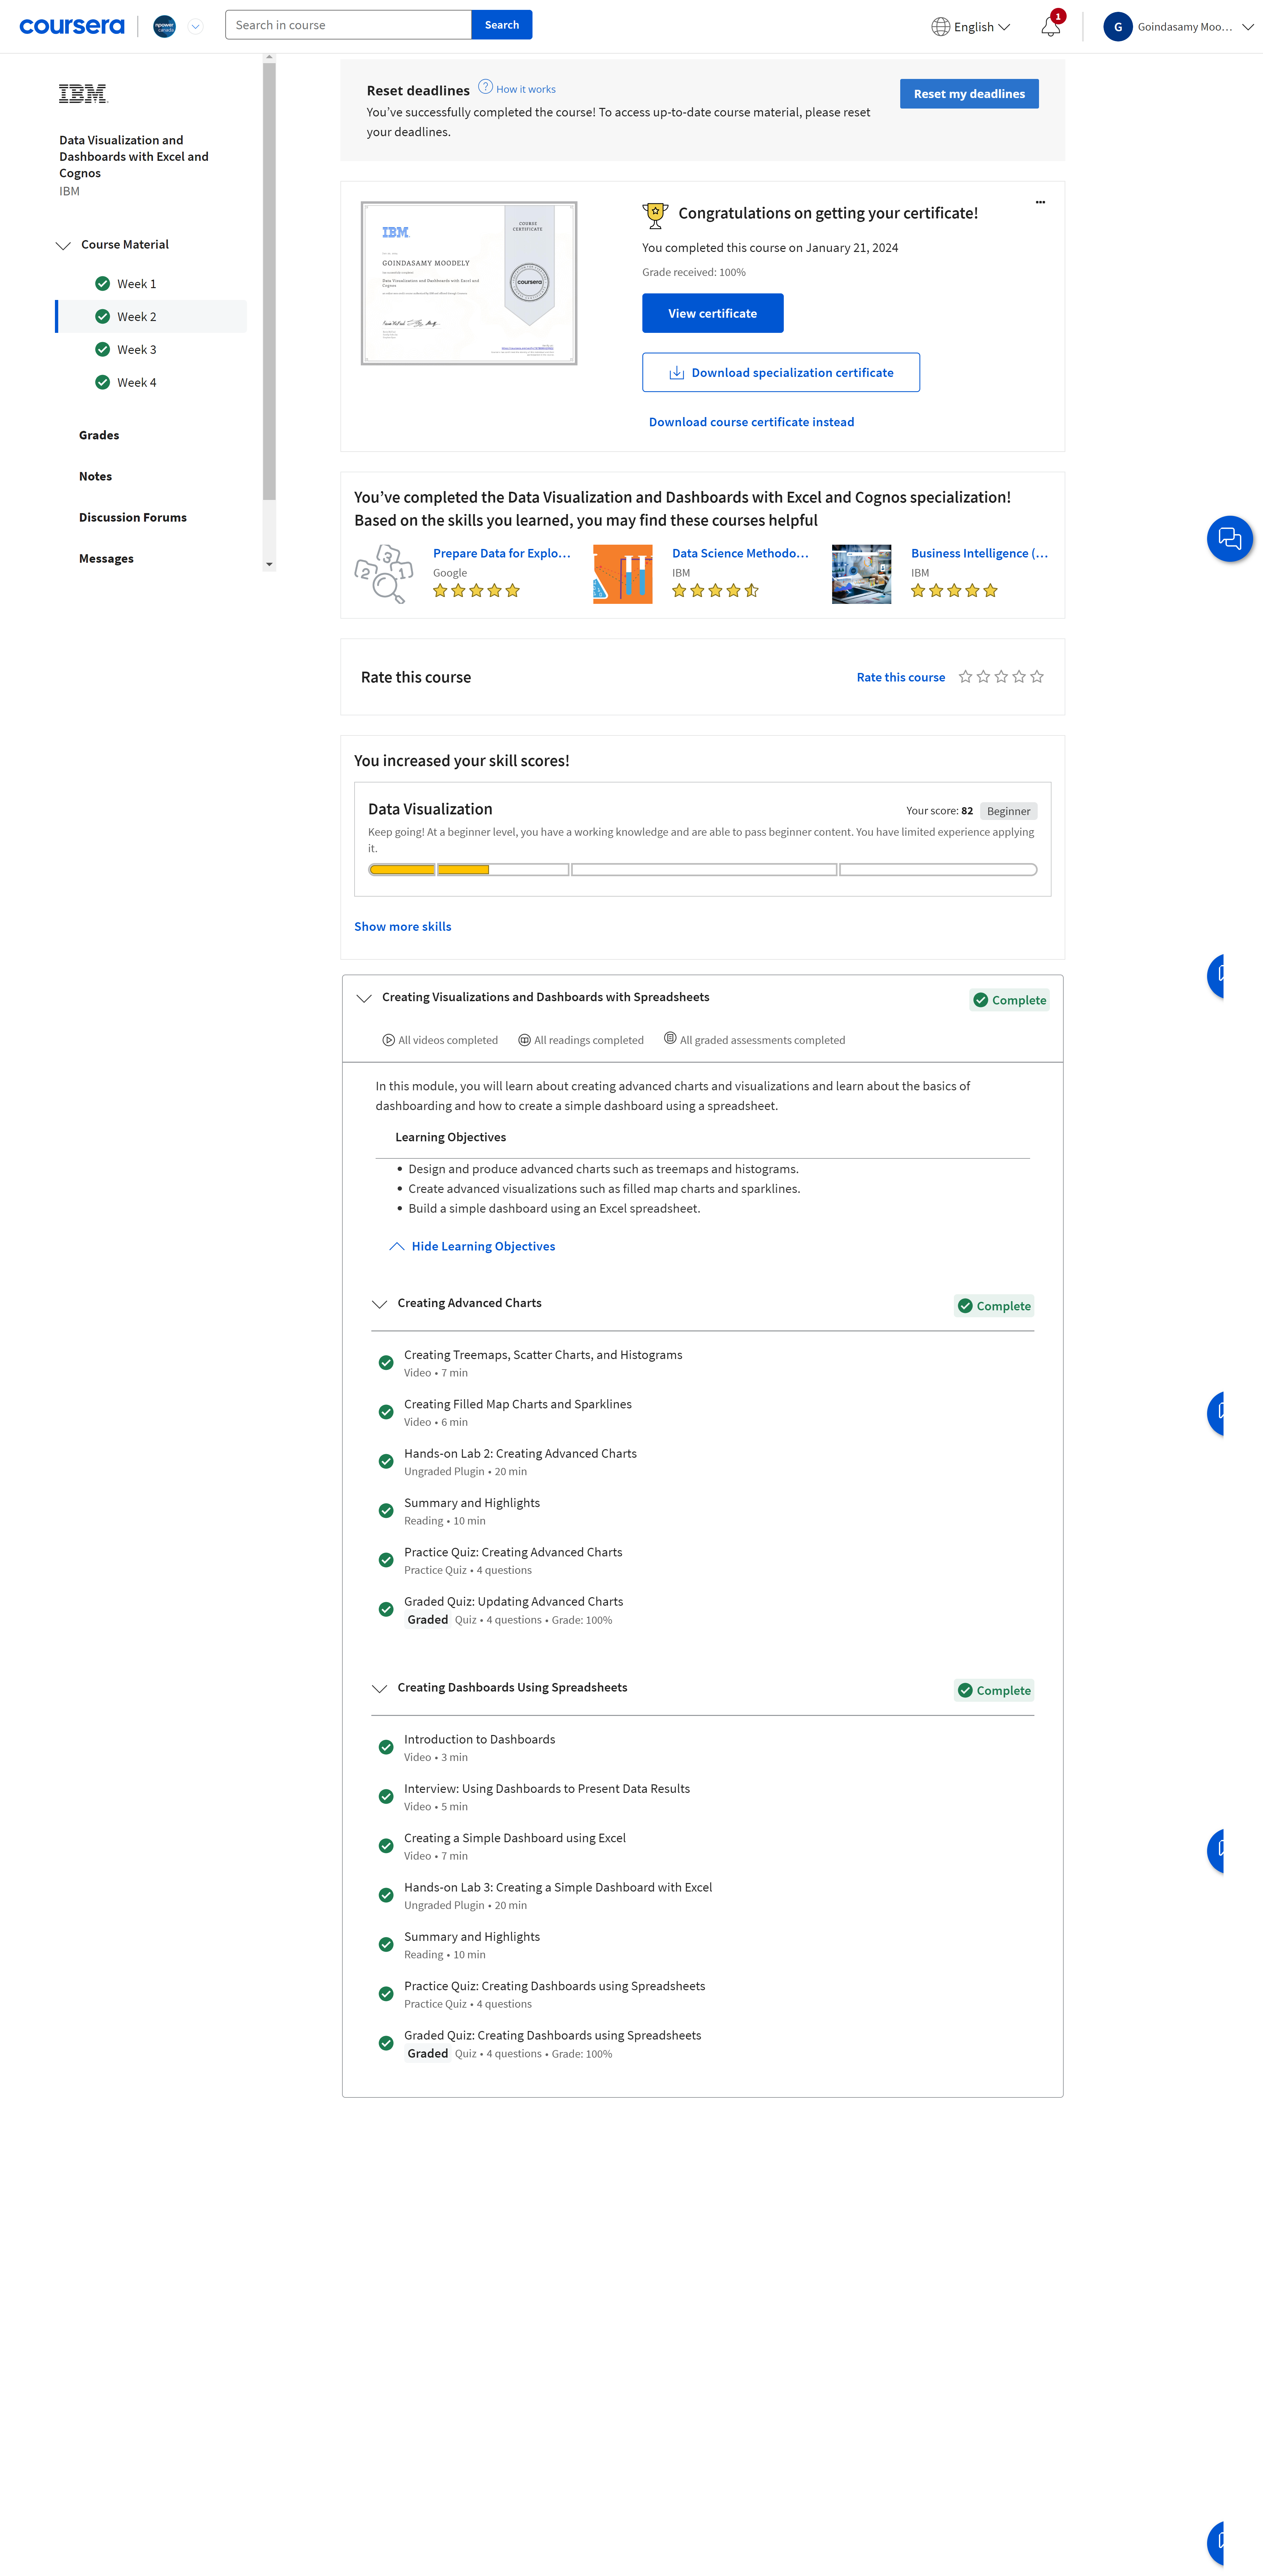 coursera
npower
canada
Search in course
Search
English
1
G
Goindasamy Moo...
IBM
Data Visualization and
Dashboards with Excel and
Cognos
IBM
Course Material
Week 1
Week 2
Week 3
Week 4
Grades
Notes
Discussion Forums
Messages
Reset deadlines
How it works
You've successfully completed the course! To access up-to-date course material, please reset
your deadlines.
Reset my deadlines
IBM
COURSE
CERTIFICATE
GOINDASAMY MOODELY
Data Visualization and Dashboards with Excel and
Cognos
coursera
Congratulations on getting your certificate!
You completed this course on January 21, 2024
Grade received: 100%
View certificate
Download specialization certificate
Download course certificate instead
You've completed the Data Visualization and Dashboards with Excel and Cognos specialization!
Based on the skills you learned, you may find these courses helpful
Prepare Data for Explo...
Google
Data Science Methodo...
IBM
Business Intelligence (...
IBM
Rate this course
Rate this course
You increased your skill scores!
Data Visualization
Your score: 82
Beginner
Keep going! At a beginner level, you have a working knowledge and are able to pass beginner content. You have limited experience applying
it.
Show more skills
Creating Visualizations and Dashboards with Spreadsheets
Complete
All videos completed
All readings completed
All graded assessments completed
In this module, you will learn about creating advanced charts and visualizations and learn about the basics of
dashboarding and how to create a simple dashboard using a spreadsheet.
Learning Objectives
• Design and produce advanced charts such as treemaps and histograms.
• Create advanced visualizations such as filled map charts and sparklines.
• Build a simple dashboard using an Excel spreadsheet.
Hide Learning Objectives
Creating Advanced Charts
Complete
Creating Treemaps, Scatter Charts, and Histograms
Video • 7 min
Creating Filled Map Charts and Sparklines
Video • 6 min
Hands-on Lab 2: Creating Advanced Charts
Ungraded Plugin • 20 min
Summary and Highlights
Reading • 10 min
Practice Quiz: Creating Advanced Charts
Practice Quiz • 4 questions
Graded Quiz: Updating Advanced Charts
Graded Quiz • 4 questions • Grade: 100%
Creating Dashboards Using Spreadsheets
Complete
Introduction to Dashboards
Video • 3 min
Interview: Using Dashboards to Present Data Results
Video • 5 min
Creating a Simple Dashboard using Excel
Video • 7 min
Hands-on Lab 3: Creating a Simple Dashboard with Excel
Ungraded Plugin • 20 min
Summary and Highlights
Reading • 10 min
Practice Quiz: Creating Dashboards using Spreadsheets
Practice Quiz • 4 questions
Graded Quiz: Creating Dashboards using Spreadsheets
Graded Quiz • 4 questions • Grade: 100%